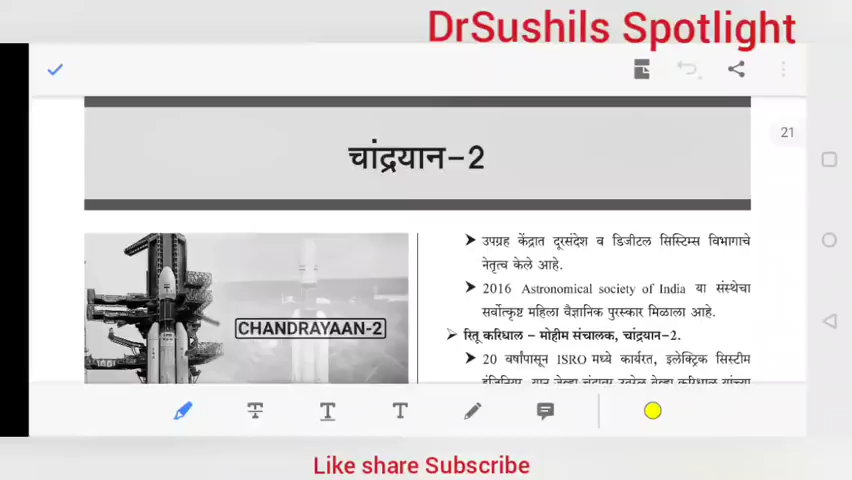 DrSushils Spotlight
21
चांद्रयान-2
CHANDRAYAAN-2
➤ उपग्रह केंद्रात दूरसंदेश व डिजीटल सिस्टिम्स विभागाचे
नेतृत्व केले आहे.
➤ 2016 Astronomical society of India या संस्थेचा
सर्वोत्कृष्ट महिला वैज्ञानिक पुरस्कार मिळाला आहे.
➢ रितू करिधाल - मोहीम संचालक, चांद्रयान-2.
➤ 20 वर्षांपासून ISRO मध्ये कार्यरत, इलेक्ट्रिक सिस्टीम
Like share Subscribe